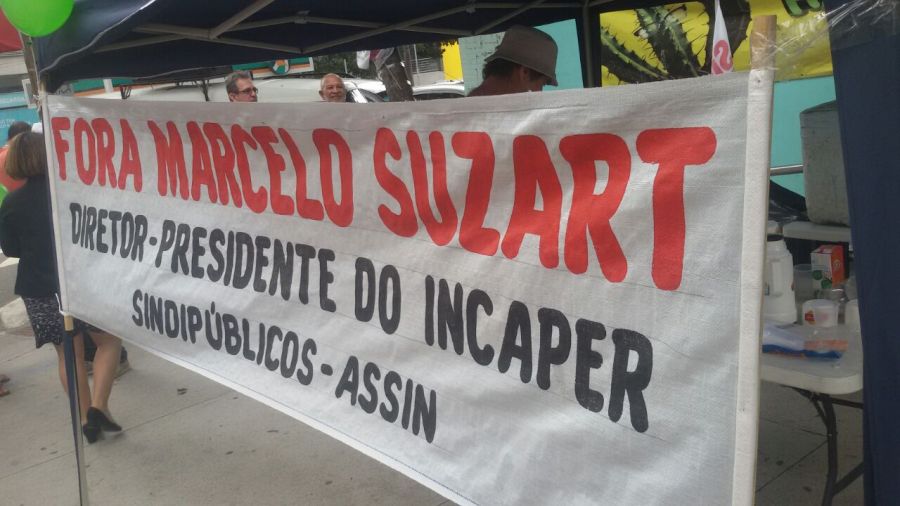 FORA MARCELO SUZART
DIRETOR-PRESIDENTE DO INCAPER
SINDIPÚBLICOS - ASSIN